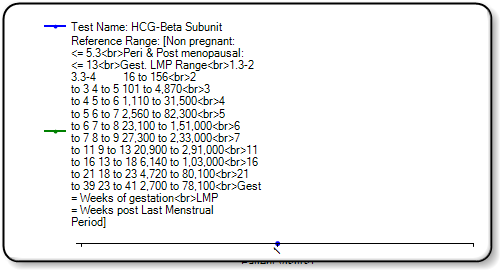 Test Name: HCG-Beta Subunit
Reference Range: [Non pregnant:
<= 5.3<br>Peri & Post menopausal:
<= 13<br>Gest. LMP Range<br>1.3-2
3.3-4 16 to 156<br>2
to 3 4 to 5 101 to 4,870<br>3
to 4 5 to 6 1,110 to 31,500<br>4
to 5 6 to 7 2,560 to 82,300<br>5
to 6 7 to 8 23,100 to 1,51,000<br>6
to 7 8 to 9 27,300 to 2,33,000<br>7
to 11 9 to 13 20,900 to 2,91,000<br>11
to 16 13 to 18 6,140 to 1,03,000<br>16
to 21 18 to 23 4,720 to 80,100<br>21
to 39 23 to 41 2,700 to 78,100<br>Gest
= Weeks of gestation<br>LMP
= Weeks post Last Menstrual
Period]